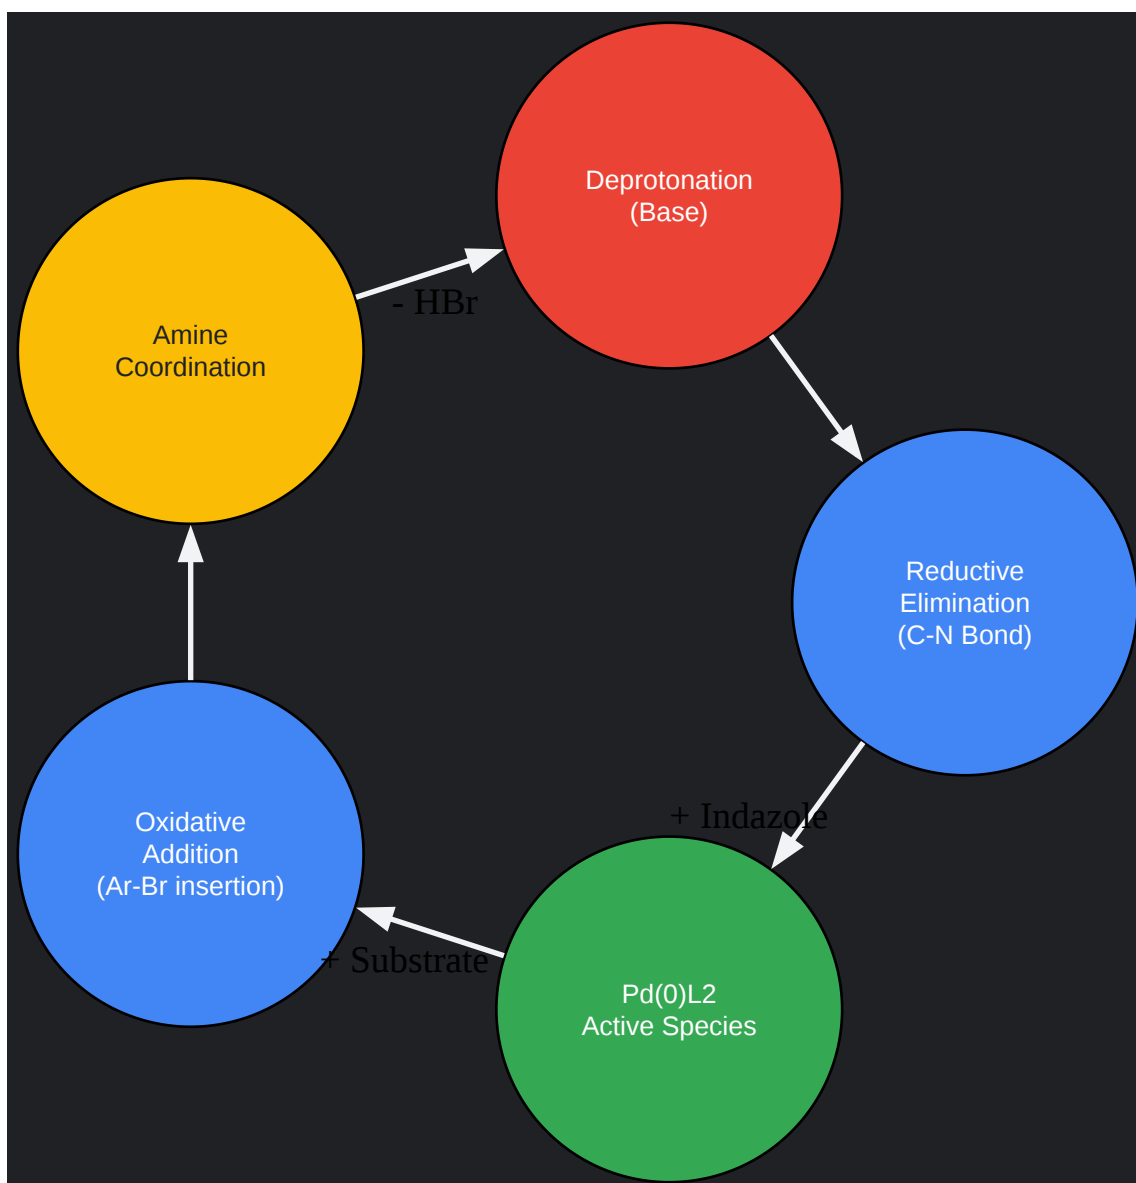 Deprotonation
(Base)
- HBr
Amine
Coordination
Reductive
Elimination
(C-N Bond)
+ Indazole
Oxidative
Addition
(Ar-Br insertion)
+ Substrate
Pd(0)L2
Active Species